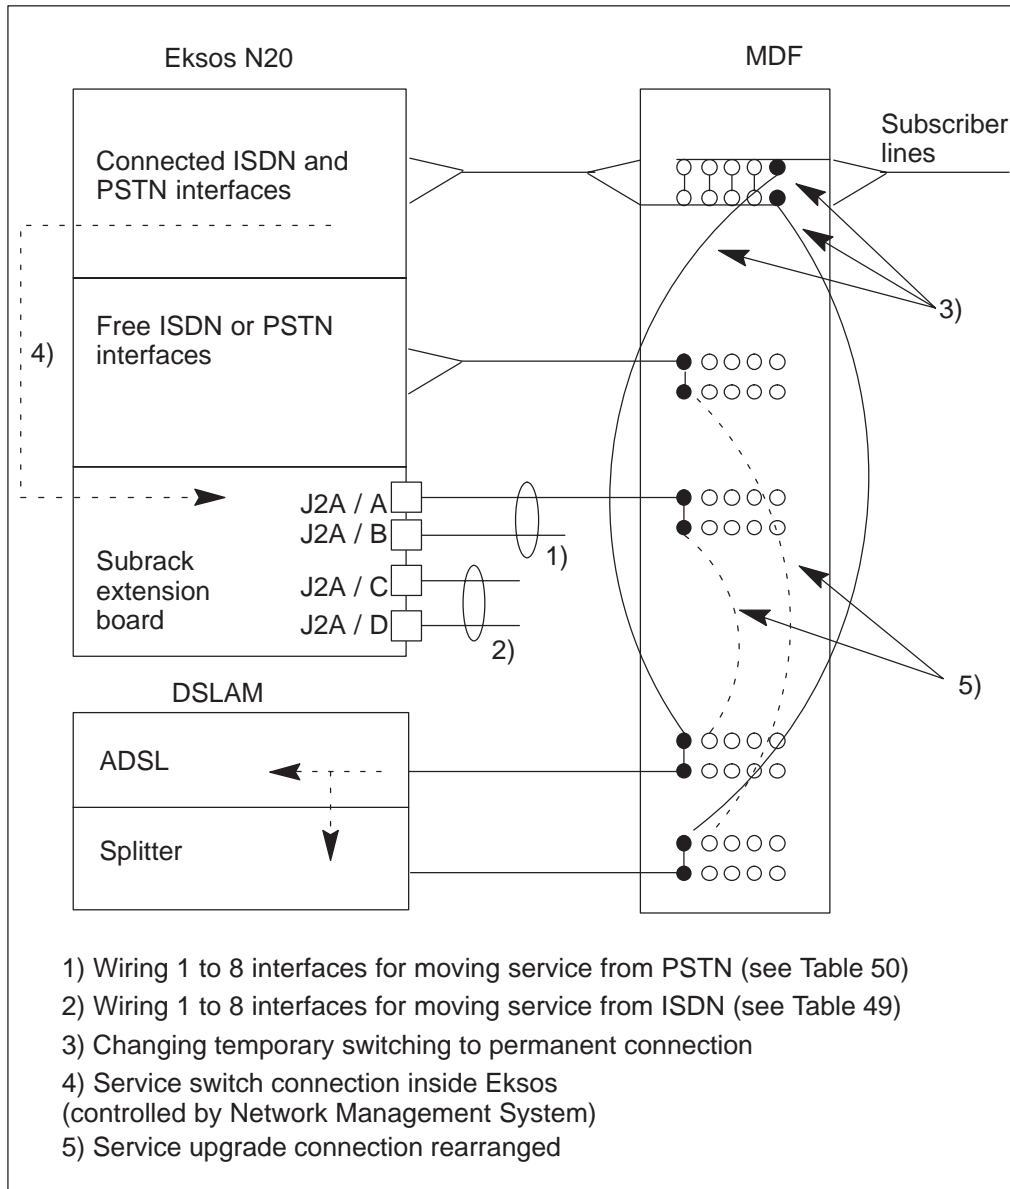 Eksos N20
MDF
Subscriber
lines
Connected ISDN and
PSTN interfaces
3)
Free ISDN or PSTN
interfaces
4)
J2A / A
J2A / B
1)
Subrack
extension
board
J2A / C
J2A / D
2)
5)
DSLAM
ADSL
Splitter
1) Wiring 1 to 8 interfaces for moving service from PSTN (see Table 50)
2) Wiring 1 to 8 interfaces for moving service from ISDN (see Table 49)
3) Changing temporary switching to permanent connection
4) Service switch connection inside Eksos
(controlled by Network Management System)
5) Service upgrade connection rearranged